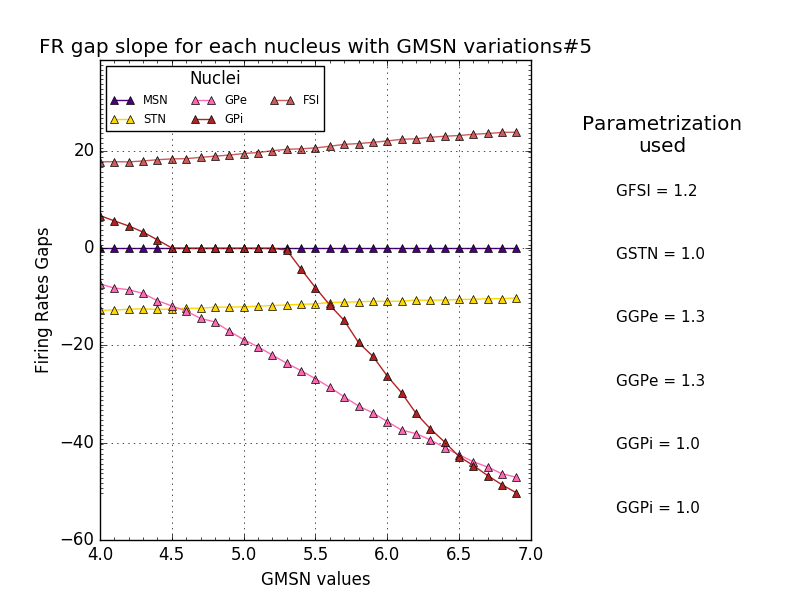 FR gap slope for each nucleus with GMSN variations#5
Nuclei
MSN GPe FSI
STN GPi
Parametrization
used
GFSI = 1.2
GSTN = 1.0
GGPe = 1.3
GGPe = 1.3
GGPi = 1.0
GGPi = 1.0
Firing Rates Gaps
20
0
−20
−40
−60
4.0 4.5 5.0 5.5 6.0 6.5 7.0
GMSN values